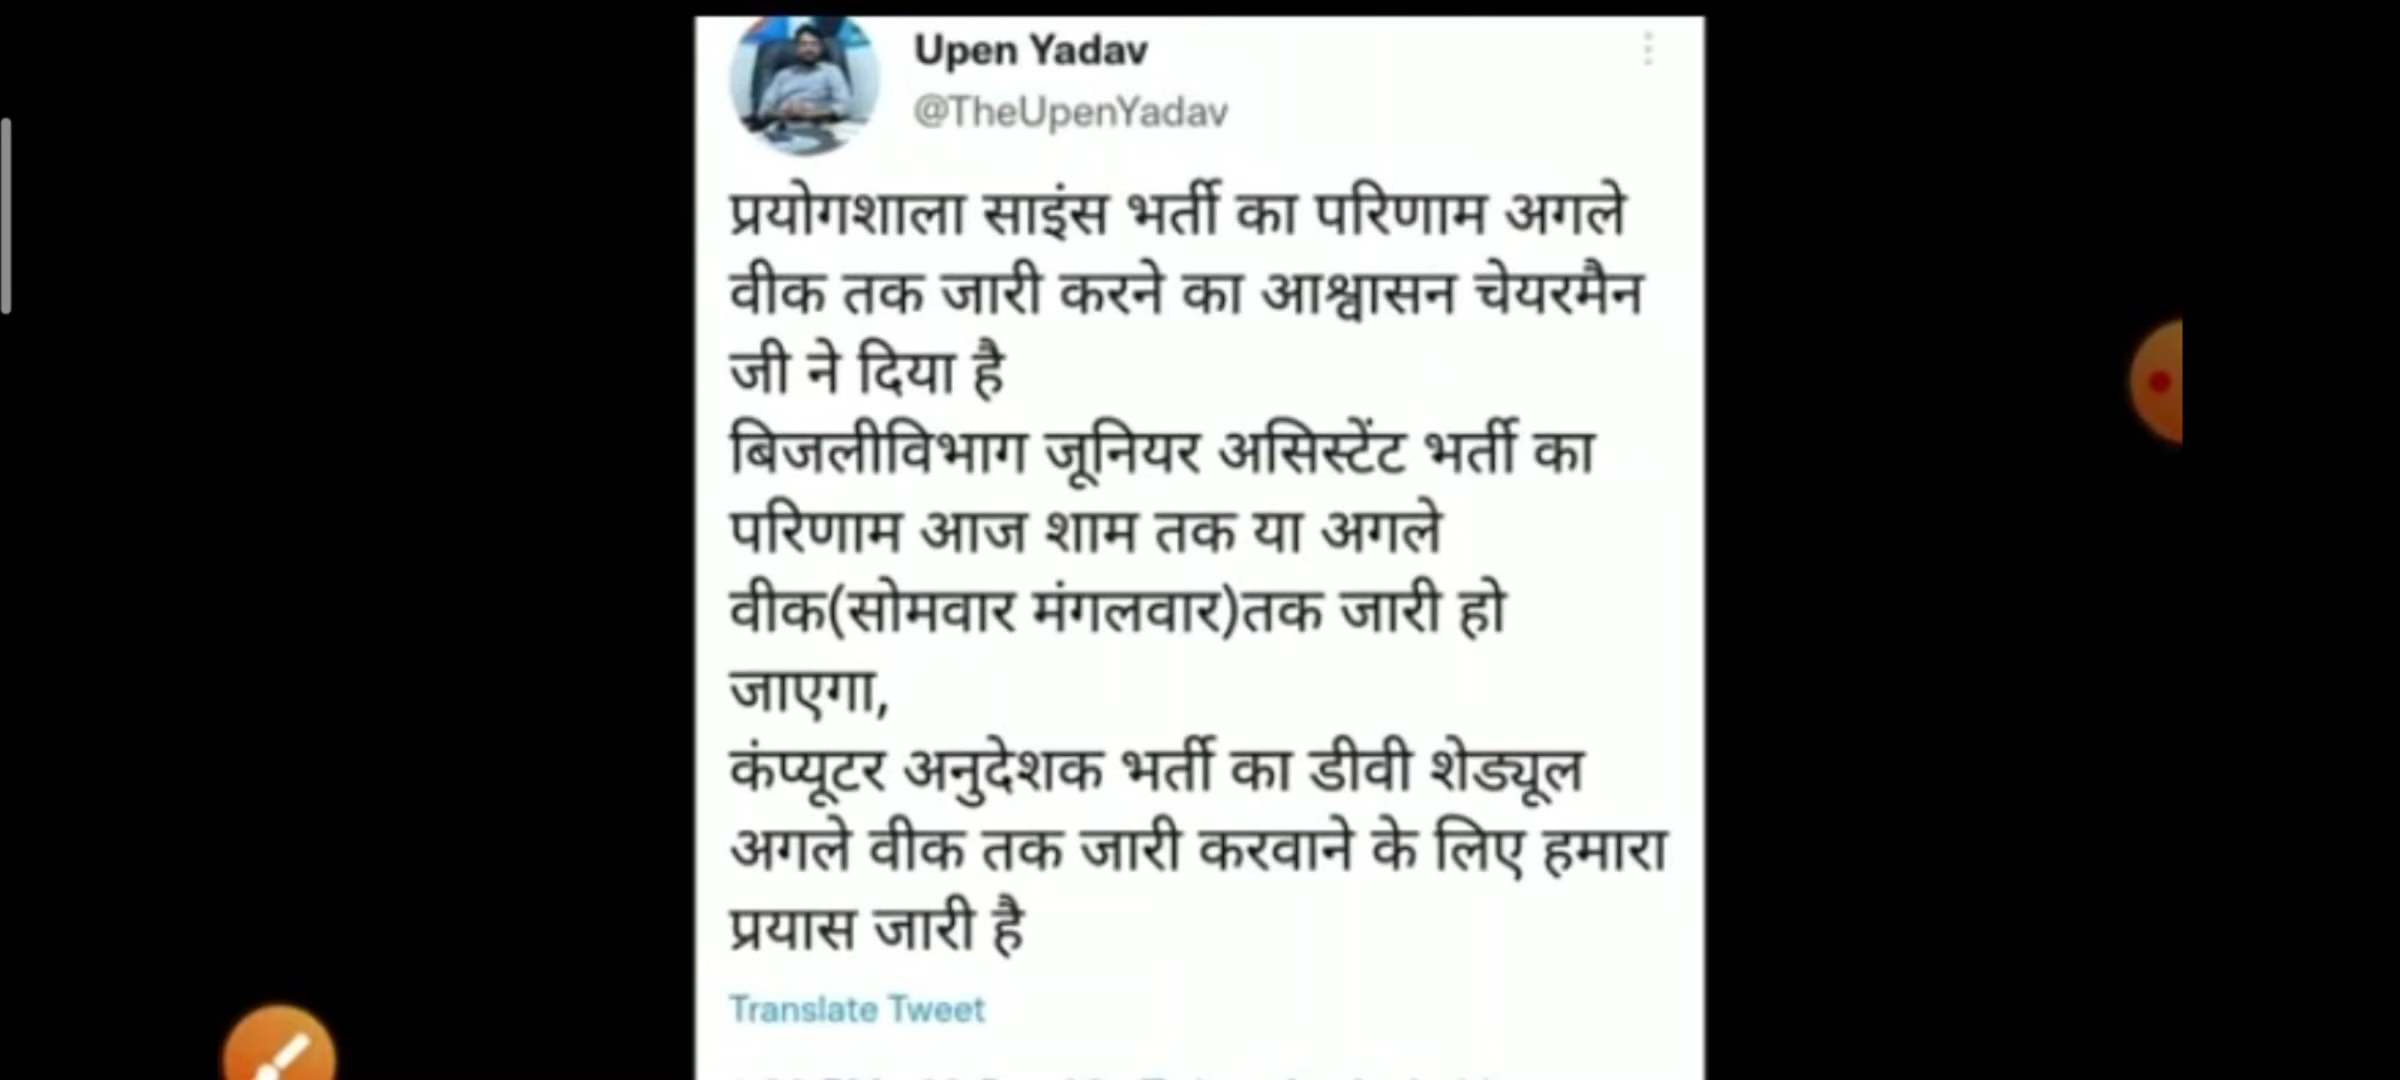 Upen Yadav
@TheUpenYadav
प्रयोगशाला साइंस भर्ती का परिणाम अगले
वीक तक जारी करने का आश्वासन चेयरमैन
जी ने दिया है
बिजलीविभाग जूनियर असिस्टेंट भर्ती का
परिणाम आज शाम तक या अगले
वीक(सोमवार मंगलवार)तक जारी हो
जाएगा,
कंप्यूटर अनुदेशक भर्ती का डीवी शेड्यूल
अगले वीक तक जारी करवाने के लिए हमारा
प्रयास जारी है
Translate Tweet